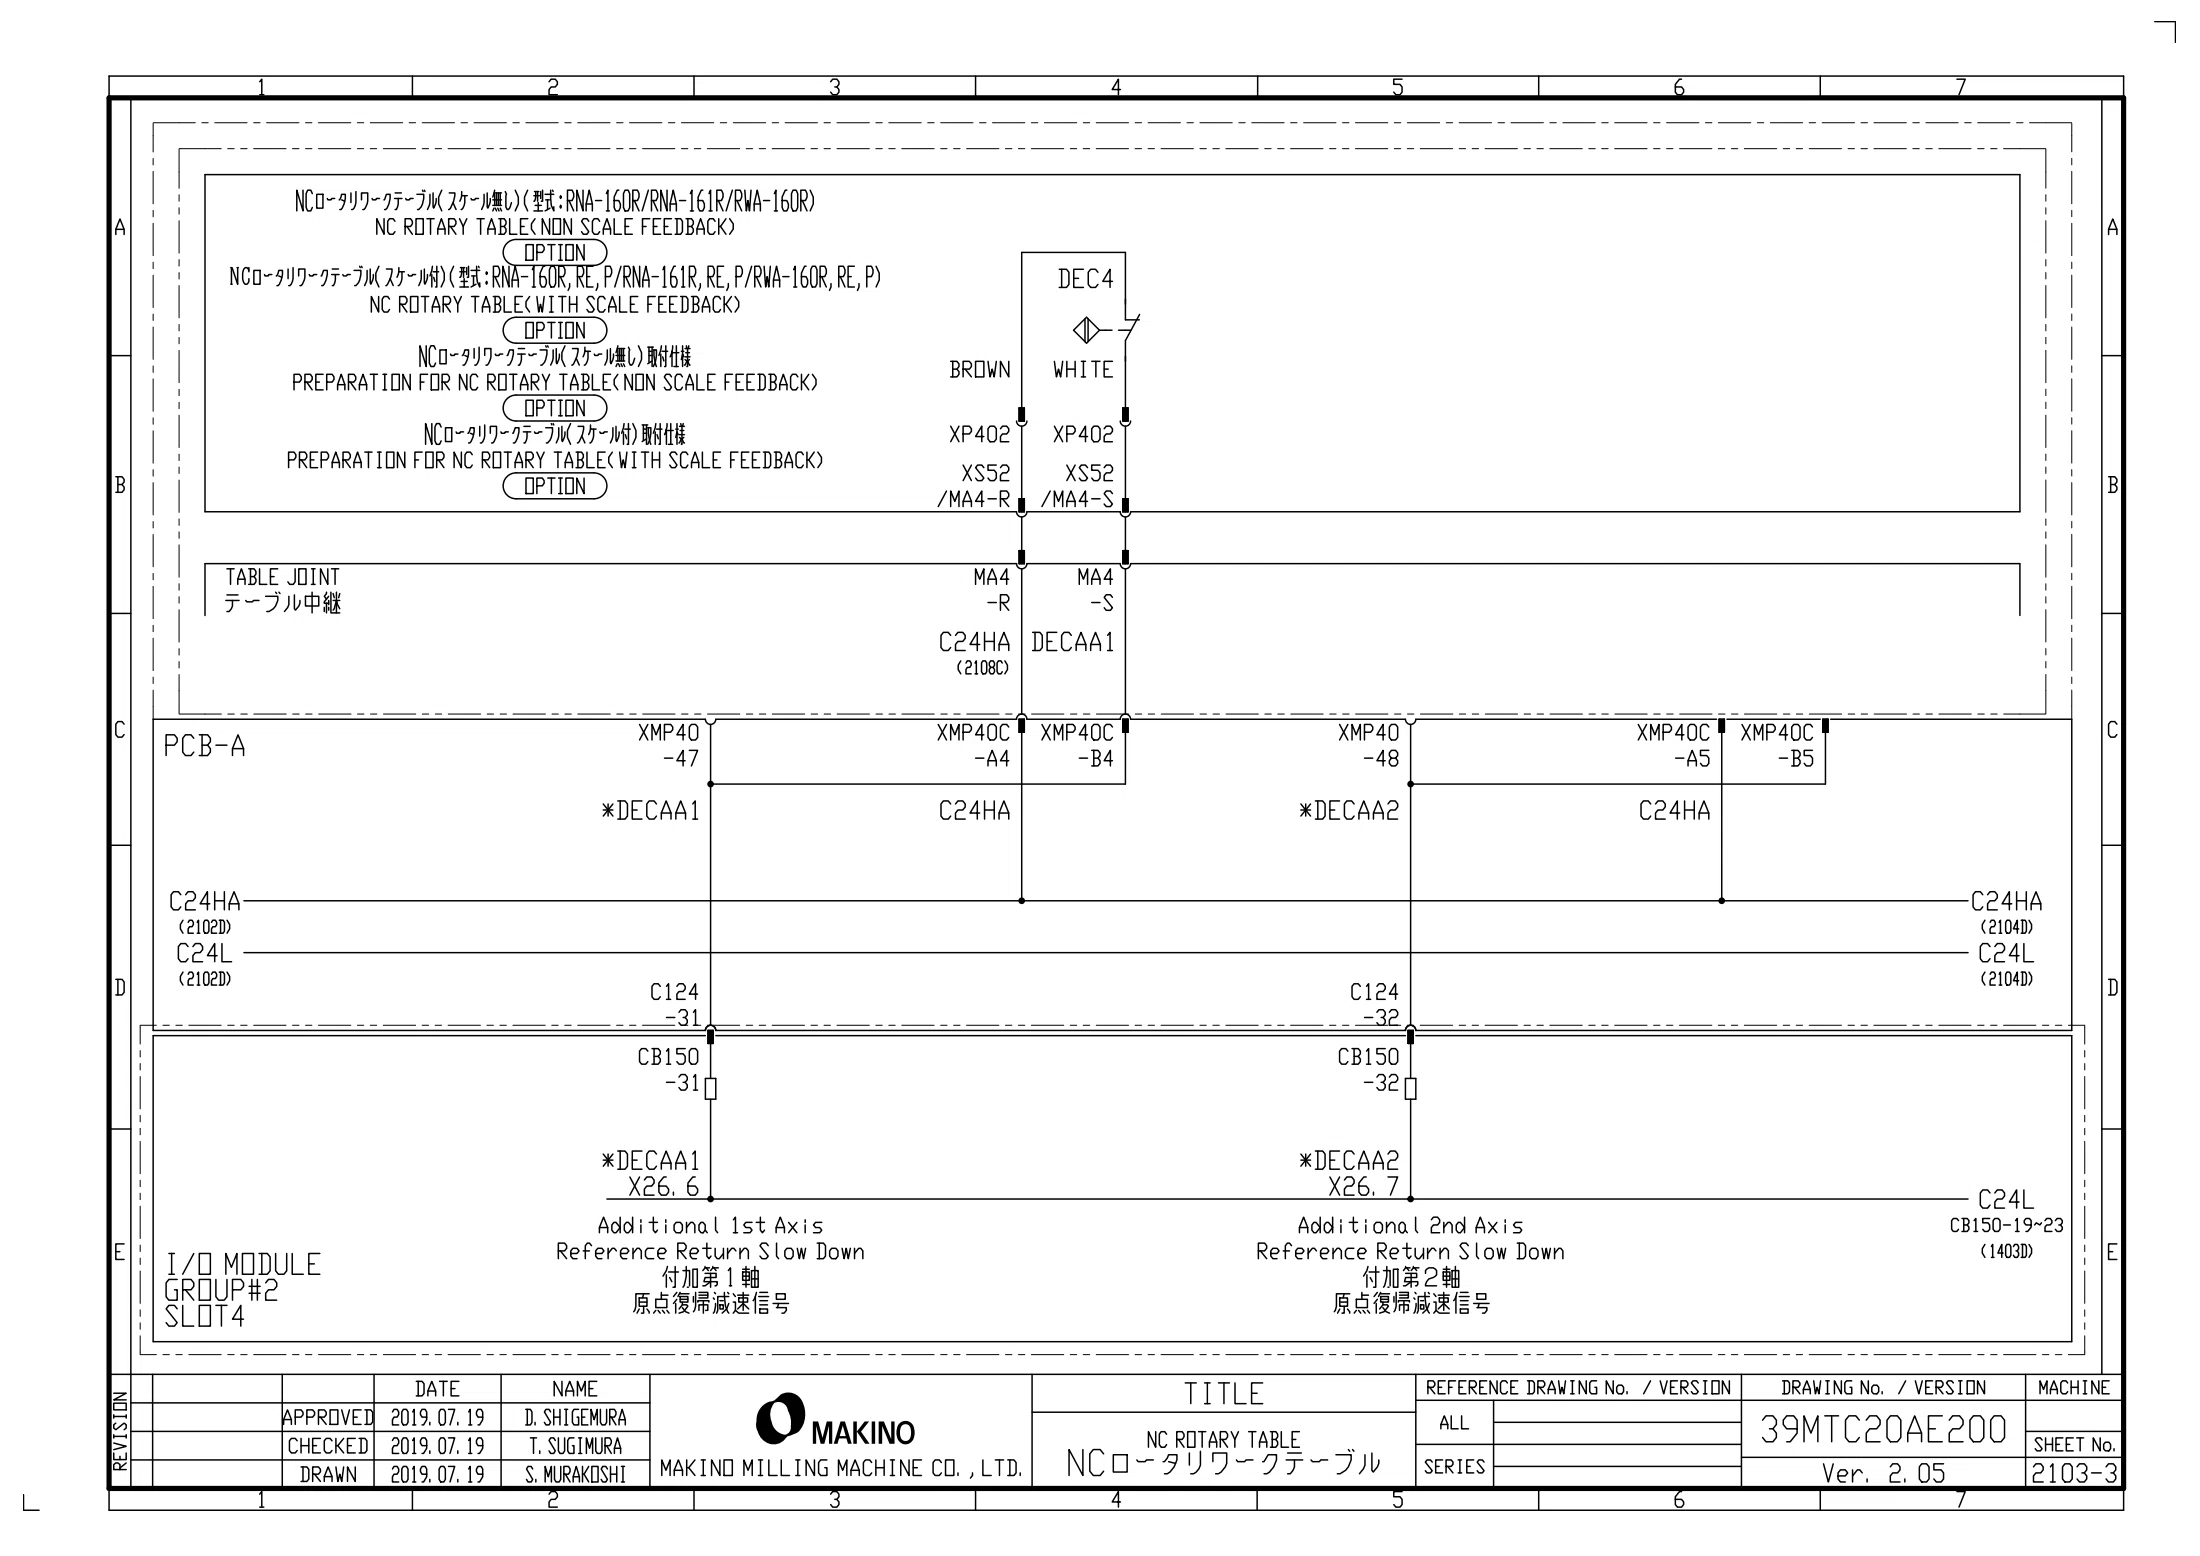 1 2 3 4 5 6 7
A
B
C
D
E
NCロータリワークテーブル(スケール無し)(型式:RNA-160R/RNA-161R/RWA-160R)
NC ROTARY TABLE(NON SCALE FEEDBACK)
OPTION
NCロータリワークテーブル(スケール付)(型式:RNA-160R,RE,P/RNA-161R,RE,P/RWA-160R,RE,P)
NC ROTARY TABLE(WITH SCALE FEEDBACK)
OPTION
NCロータリワークテーブル(スケール無し)取付仕様
PREPARATION FOR NC ROTARY TABLE(NON SCALE FEEDBACK)
OPTION
NCロータリワークテーブル(スケール付)取付仕様
PREPARATION FOR NC ROTARY TABLE(WITH SCALE FEEDBACK)
OPTION
DEC4
BROWN WHITE
XP402 XP402
XS52 XS52
/MA4-R /MA4-S
TABLE JOINT
テーブル中継
MA4 MA4
-R -S
C24HA DECAA1
(2108C)
PCB-A
XMP40 XMP40C XMP40C XMP40 XMP40C XMP40C
-47 -A4 -B4 -48 -A5 -B5
*DECAA1 C24HA *DECAA2 C24HA
C24HA C24HA
(2102D) (2104D)
C24L C24L
(2102D) (2104D)
C124 C124
-31 -32
CB150 CB150
-31 -32
*DECAA1 *DECAA2
X26.6 X26.7
C24L
CB150-19~23
(1403D)
Additional 1st Axis
Reference Return Slow Down
付加第1軸
原点復帰減速信号
Additional 2nd Axis
Reference Return Slow Down
付加第2軸
原点復帰減速信号
I/O MODULE
GROUP#2
SLOT4
A
B
C
D
E
REVISION
DATE NAME
APPROVED 2019.07.19 D.SHIGEMURA
CHECKED 2019.07.19 T.SUGIMURA
DRAWN 2019.07.19 S.MURAKOSHI
MAKINO
MAKINO MILLING MACHINE CO.,LTD.
TITLE
NC ROTARY TABLE
NCロータリワークテーブル
REFERENCE DRAWING No. / VERSION
ALL
SERIES
DRAWING No. / VERSION
39MTC20AE200
Ver. 2.05
MACHINE
SHEET No.
2103-3
1 2 3 4 5 6 7